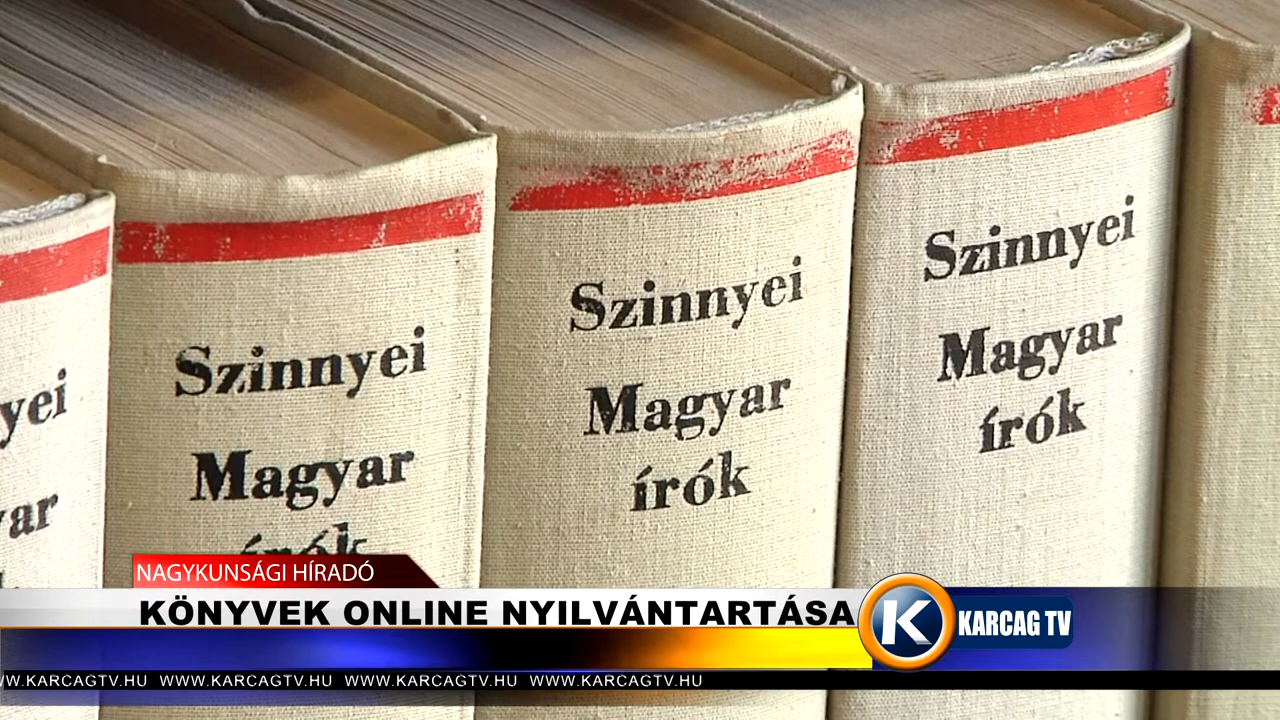 Szinnyei
Magyar
írók
Szinnyei
Magyar
írók
Szinnyei
Magyar
írók
NAGYKUNSÁGI HÍRADÓ
KÖNYVEK ONLINE NYILVÁNTARTÁSA
K KARCAG TV
WWW.KARCAGTV.HU WWW.KARCAGTV.HU WWW.KARCAGTV.HU WWW.KARCAGTV.HU